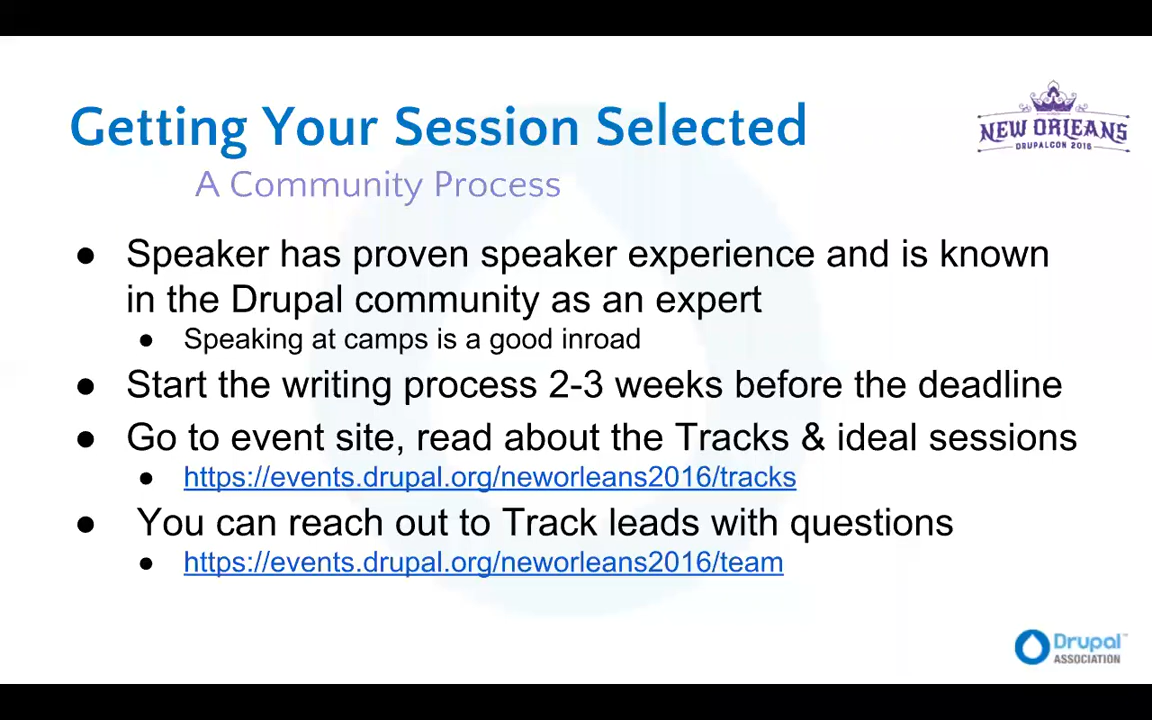 Getting Your Session Selected
A Community Process
NEW ORLEANS
DRUPALCON 2016
● Speaker has proven speaker experience and is known
in the Drupal community as an expert
● Speaking at camps is a good inroad
● Start the writing process 2-3 weeks before the deadline
● Go to event site, read about the Tracks & ideal sessions
● https://events.drupal.org/neworleans2016/tracks
● You can reach out to Track leads with questions
● https://events.drupal.org/neworleans2016/team
Drupal™
ASSOCIATION